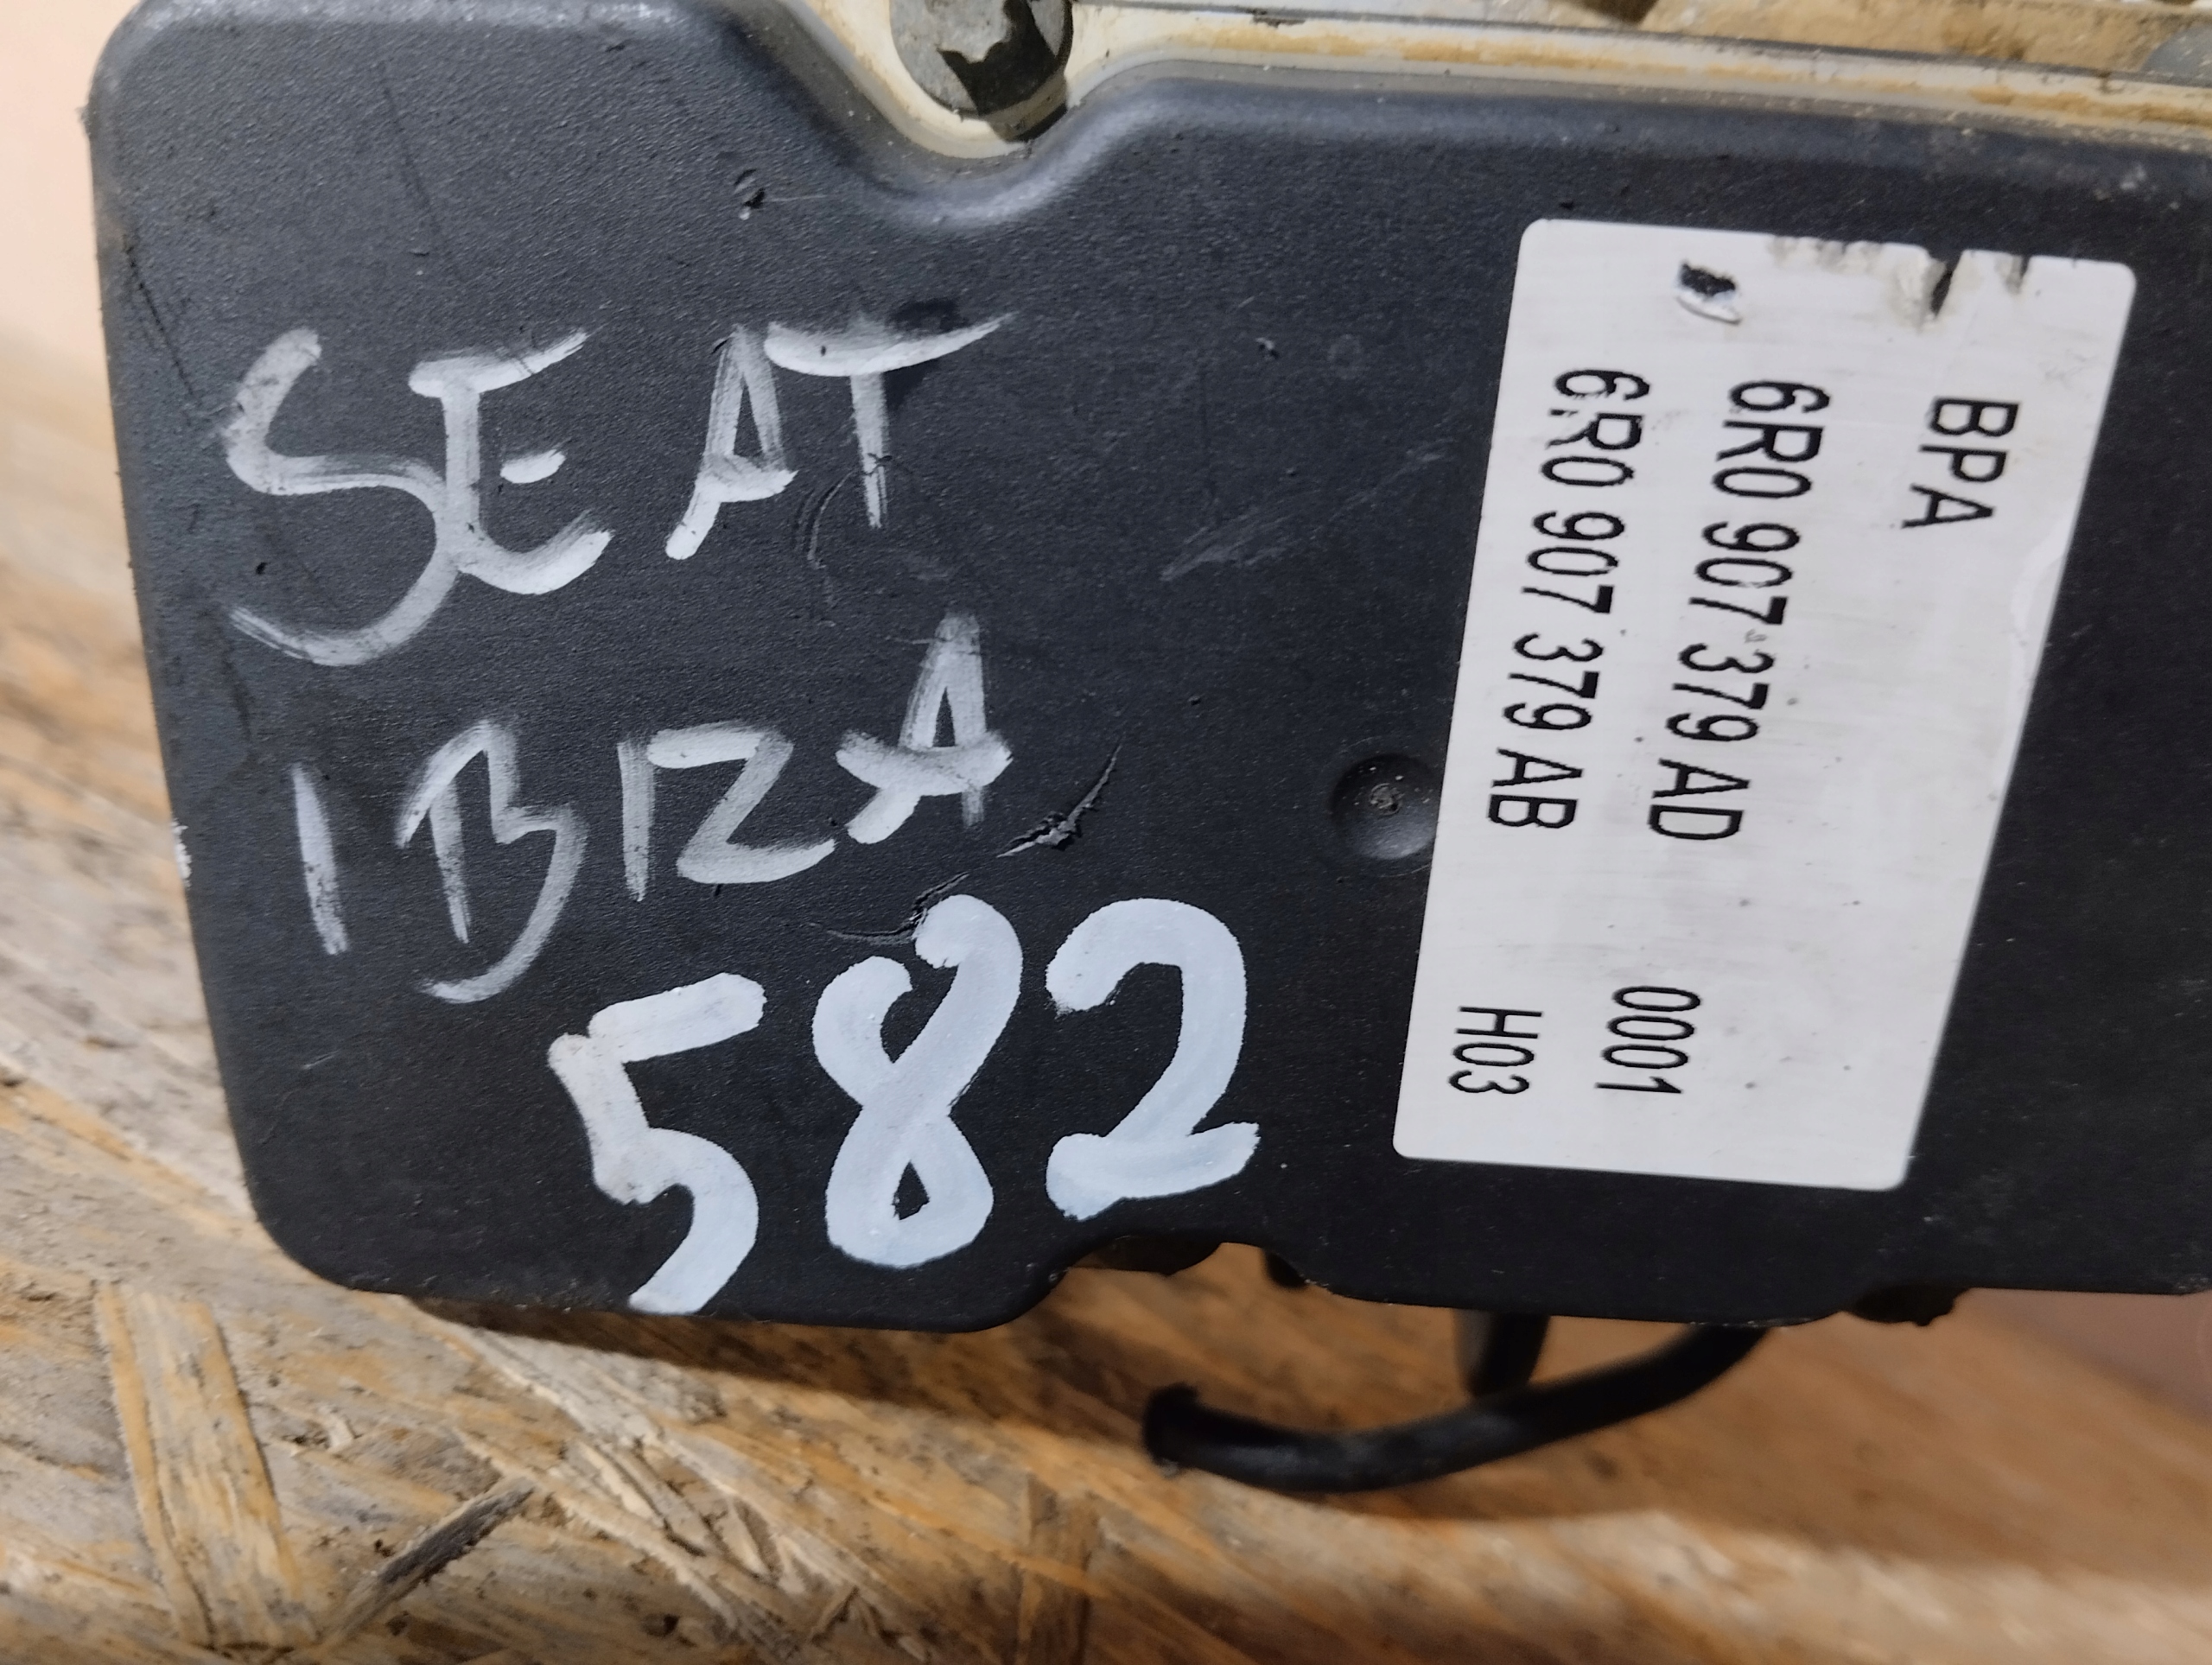 SEAT
IBIZA
582
BPA
6R0 907 379 AD 0001
6R0 907 379 AB H03